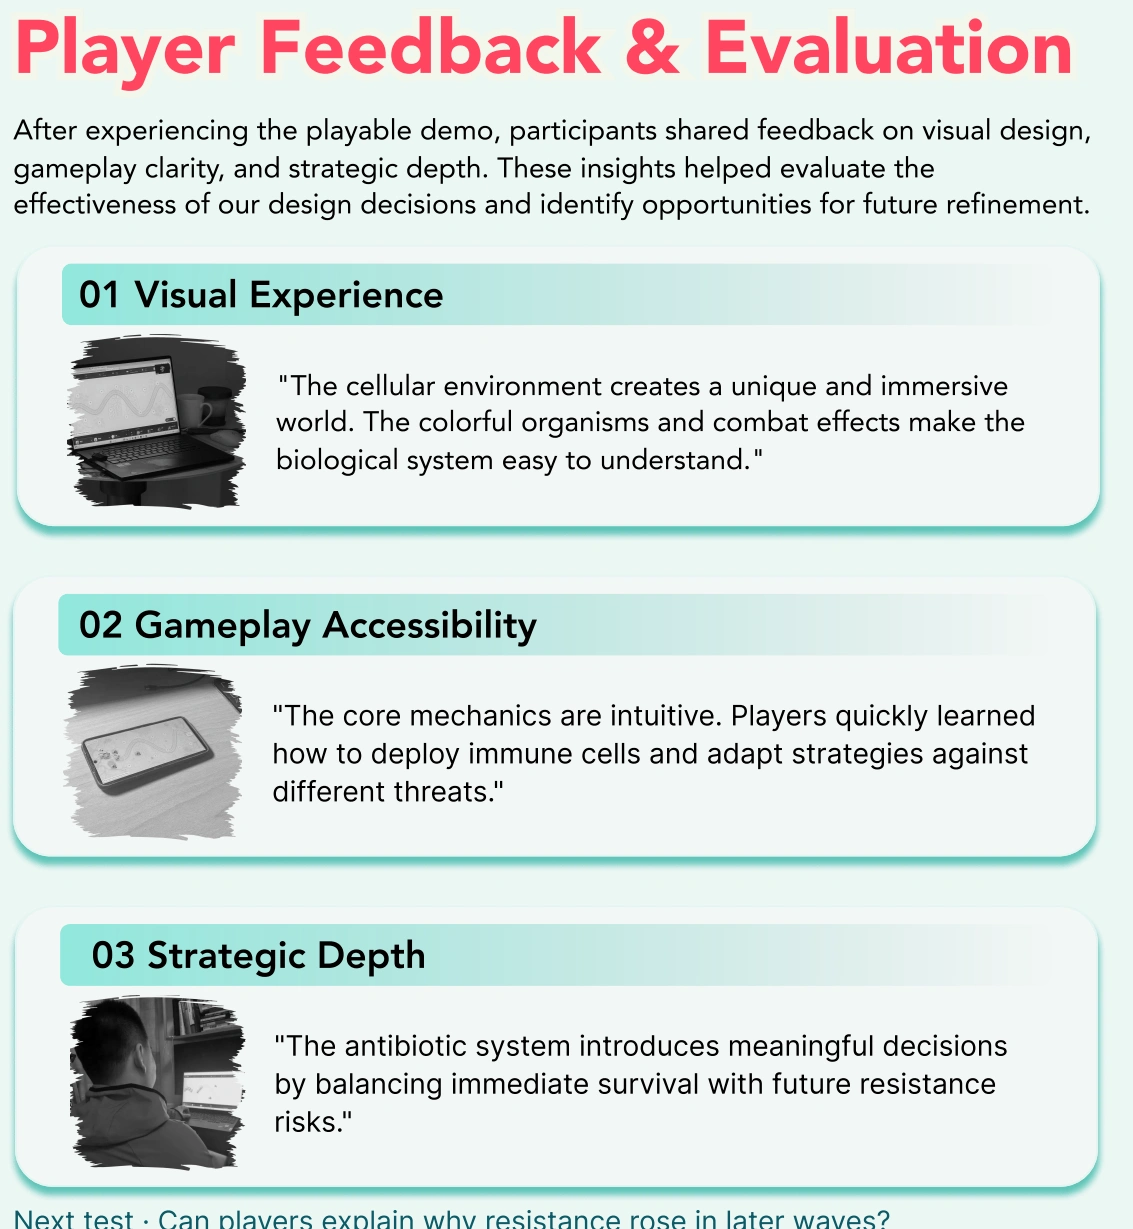 Player Feedback & Evaluation
After experiencing the playable demo, participants shared feedback on visual design,
gameplay clarity, and strategic depth. These insights helped evaluate the
effectiveness of our design decisions and identify opportunities for future refinement.
01 Visual Experience
"The cellular environment creates a unique and immersive
world. The colorful organisms and combat effects make the
biological system easy to understand."
02 Gameplay Accessibility
"The core mechanics are intuitive. Players quickly learned
how to deploy immune cells and adapt strategies against
different threats."
03 Strategic Depth
"The antibiotic system introduces meaningful decisions
by balancing immediate survival with future resistance
risks."
Next test · Can players explain why resistance rose in later waves?